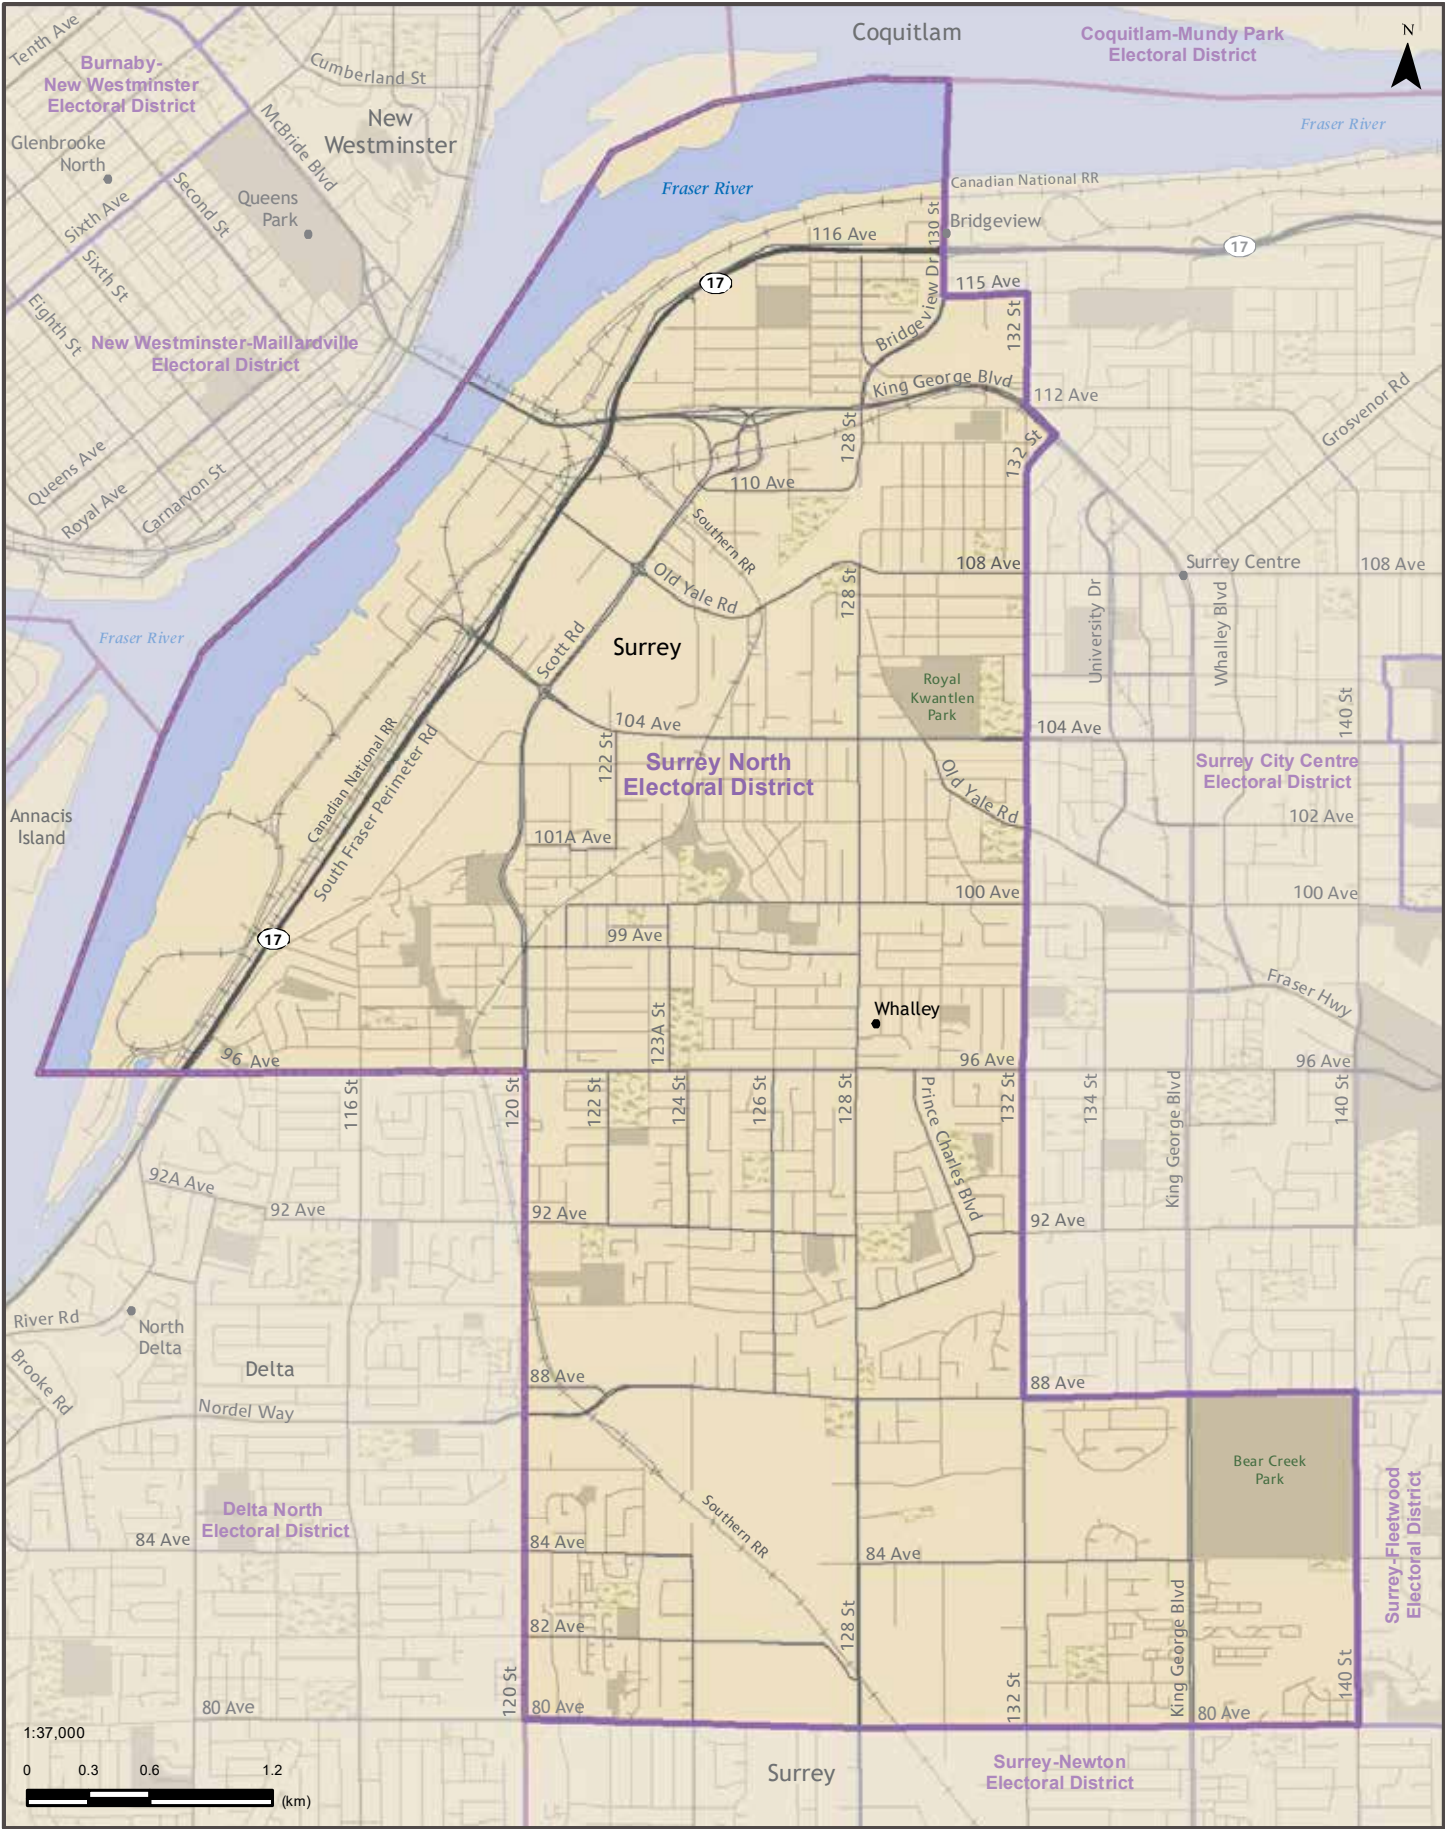 Tenth Ave
Burnaby-
New Westminster
Electoral District
Cumberland St
Coquitlam
Coquitlam-Mundy Park
Electoral District
N
New
Westminster
McBride Blvd
Glenbrooke
North
Fraser River
Second St
Queens
Park
Sixth Ave
Fraser River
Canadian National RR
130 St
Bridgeview
116 Ave
17
Sixth St
17
Bridgeview Dr
115 Ave
Eighth St
132 St
New Westminster-Maillardville
Electoral District
King George Blvd
112 Ave
Grosvenor Rd
128 St
132 St
Queens Ave
Royal Ave
Carnarvon St
110 Ave
Southern RR
108 Ave
Surrey Centre
108 Ave
Old Yale Rd
128 St
University Dr
Whalley Blvd
Fraser River
Scott Rd
Surrey
Royal
Kwantlen
Park
140 St
Canadian National RR
South Fraser Perimeter Rd
104 Ave
104 Ave
122 St
Surrey North
Electoral District
Surrey City Centre
Electoral District
Old Yale Rd
Annacis
Island
102 Ave
101A Ave
100 Ave
100 Ave
17
99 Ave
Fraser Hwy
Whalley
123A St
96 Ave
96 Ave
96 Ave
116 St
120 St
122 St
124 St
126 St
128 St
Prince Charles Blvd
132 St
134 St
King George Blvd
140 St
92A Ave
92 Ave
92 Ave
92 Ave
River Rd
North
Delta
Delta
Brooke Rd
88 Ave
88 Ave
Nordel Way
Bear Creek
Park
Delta North
Electoral District
Southern RR
Surrey-Fleetwood
Electoral District
84 Ave
84 Ave
84 Ave
82 Ave
128 St
King George Blvd
120 St
132 St
140 St
80 Ave
80 Ave
80 Ave
1:37,000
0 0.3 0.6 1.2
(km)
Surrey
Surrey-Newton
Electoral District